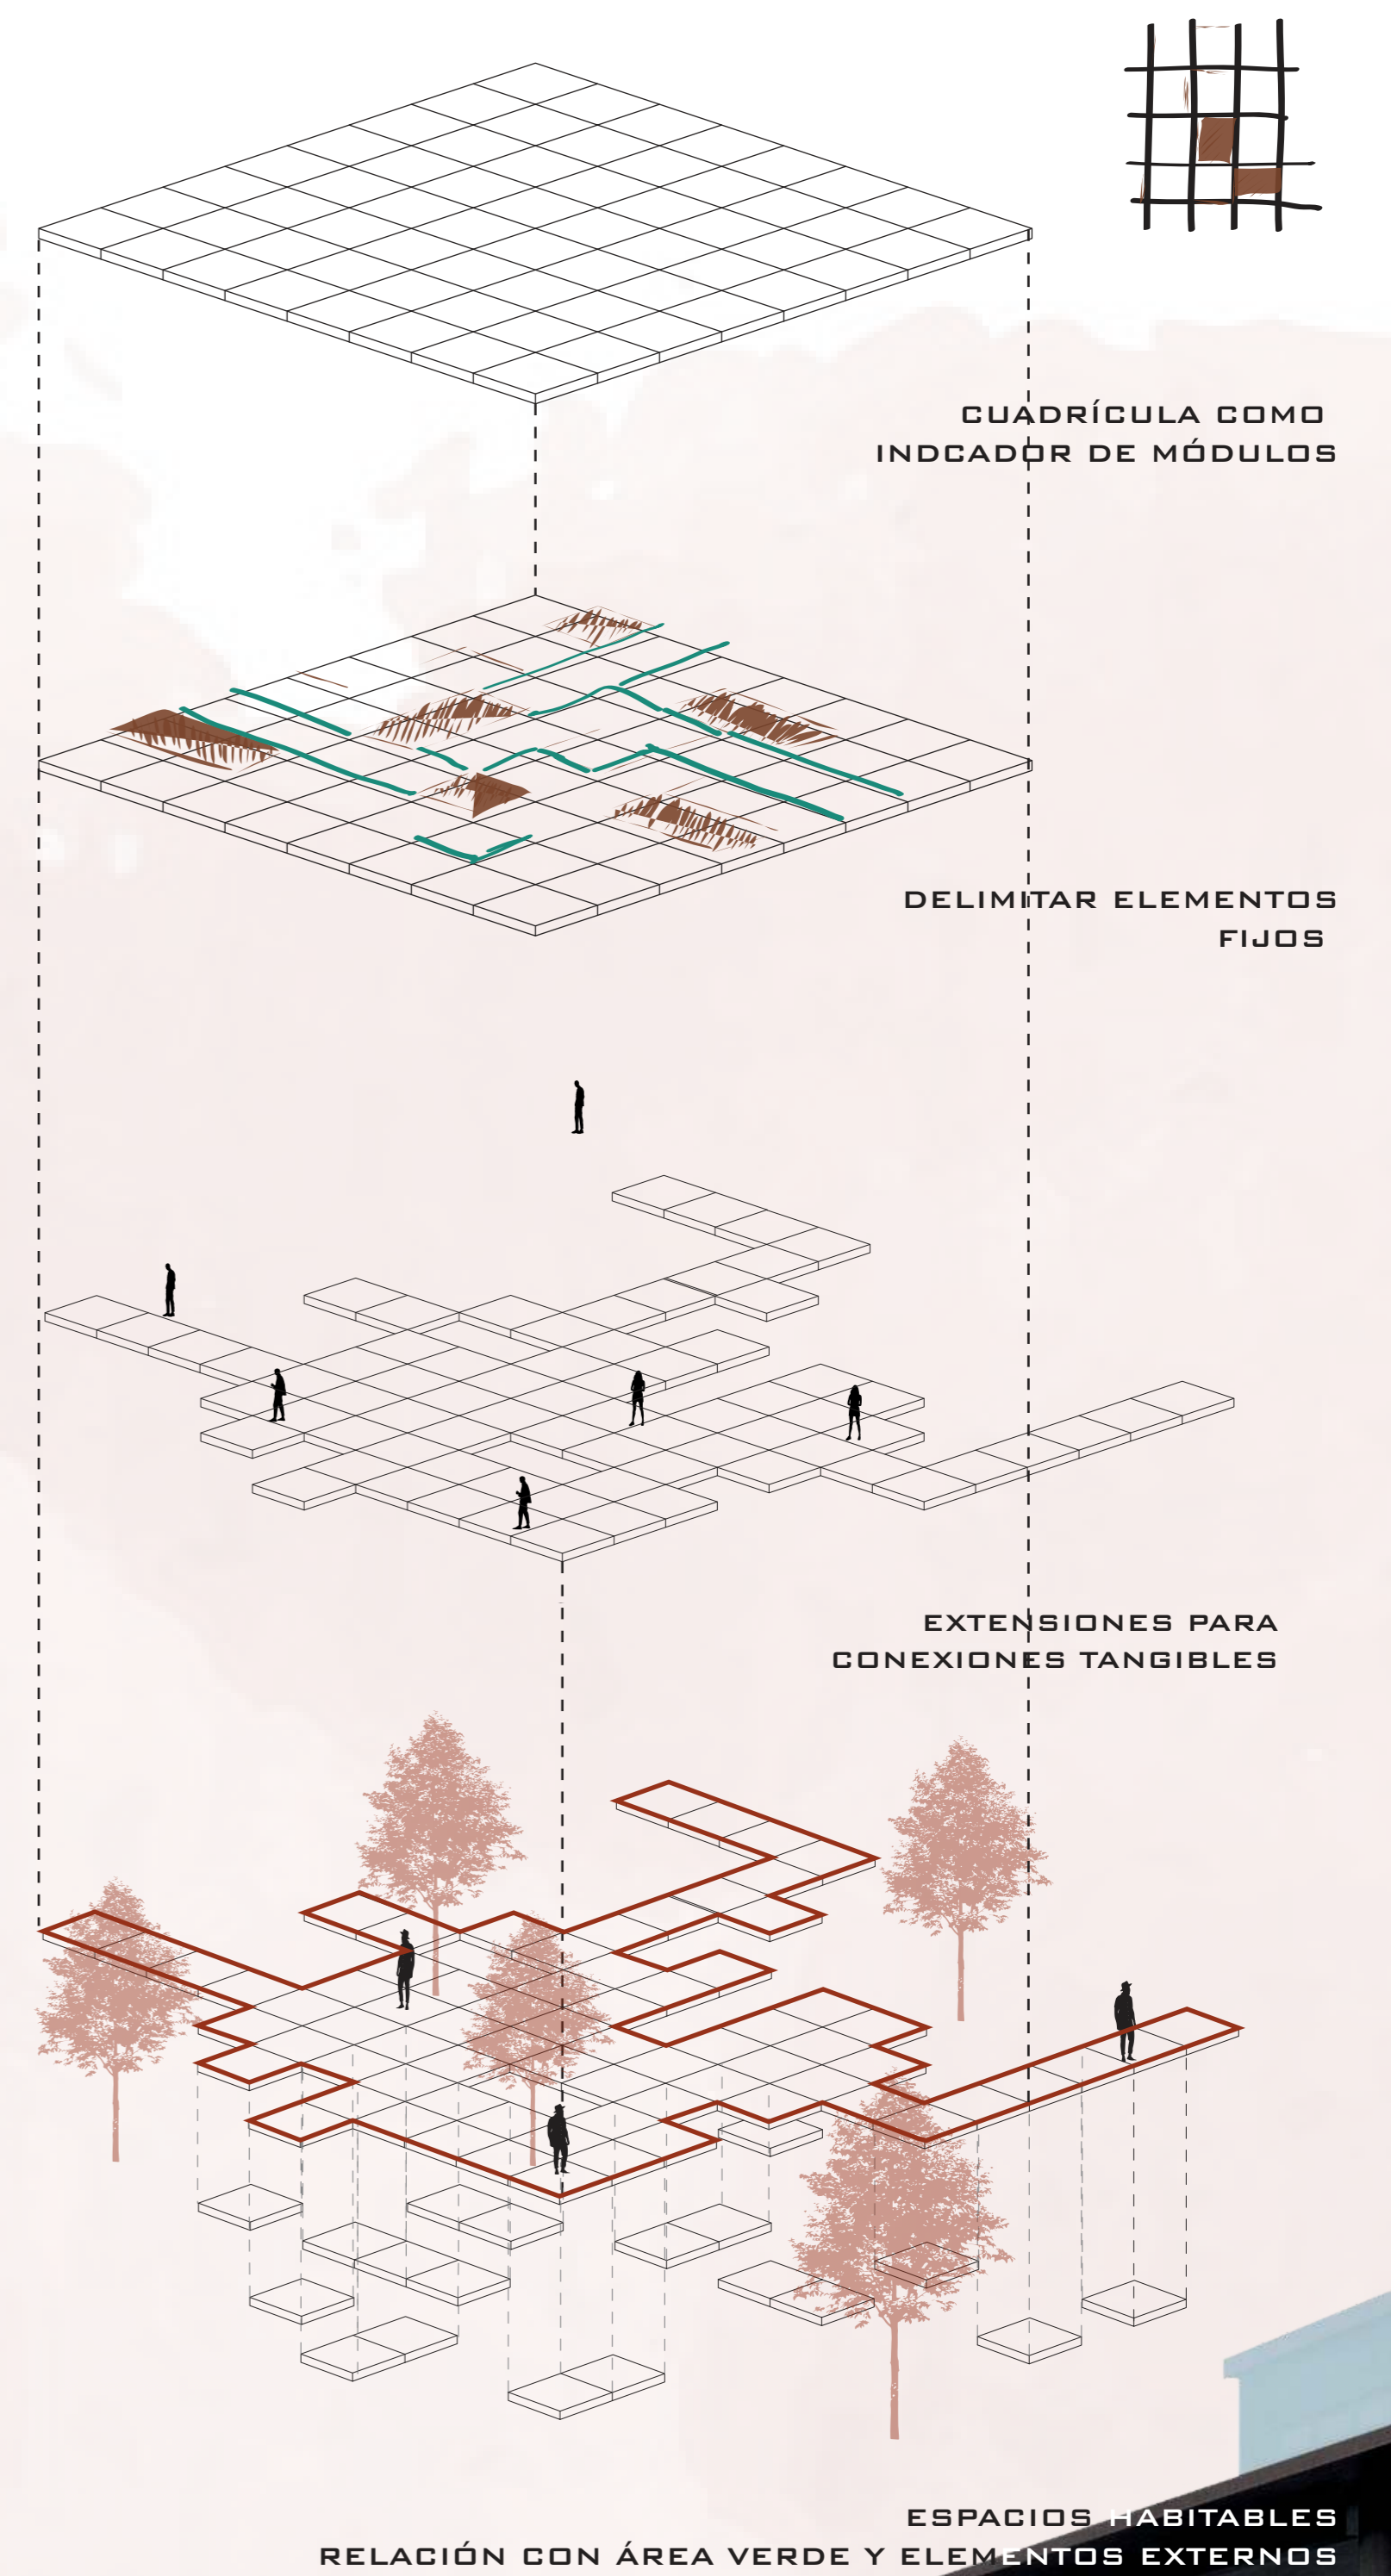 CUADRÍCULA COMO
INDCADOR DE MÓDULOS
DELIMITAR ELEMENTOS
FIJOS
EXTENSIONES PARA
CONEXIONES TANGIBLES
ESPACIOS HABITABLES
RELACIÓN CON ÁREA VERDE Y ELEMENTOS EXTERNOS